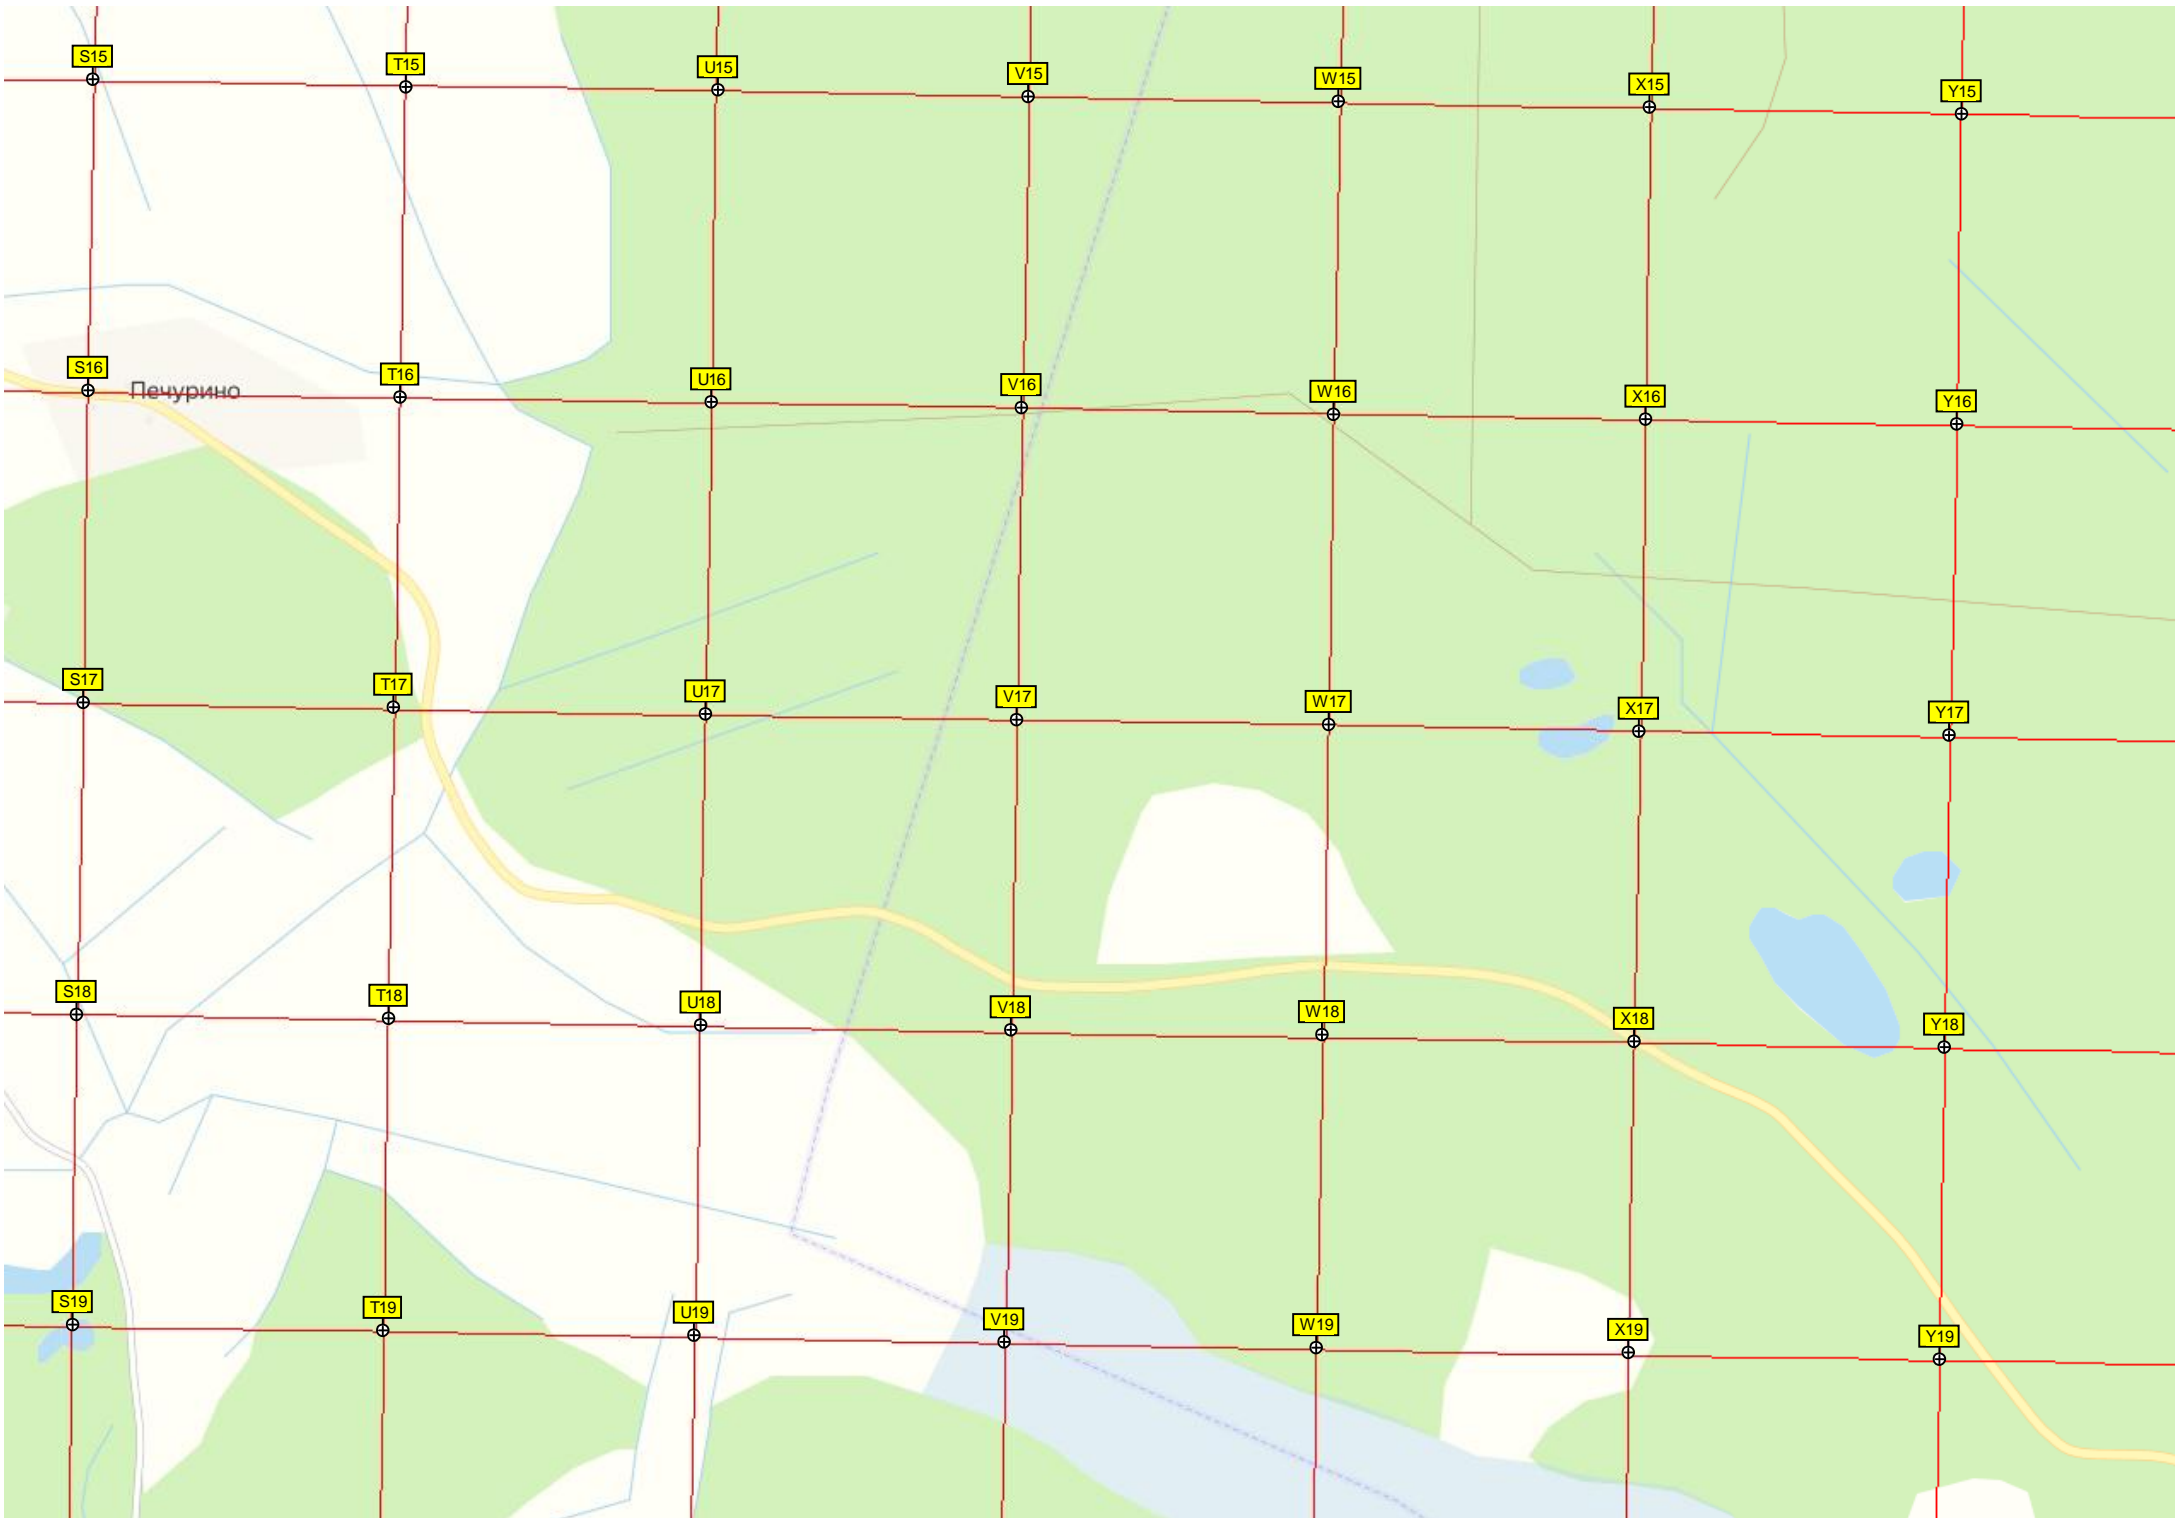 S15 T15 U15 V15 W15 X15 Y15
S16 T16 U16 V16 W16 X16 Y16
Печурино
S17 T17 U17 V17 W17 X17 Y17
S18 T18 U18 V18 W18 X18 Y18
S19 T19 U19 V19 W19 X19 Y19